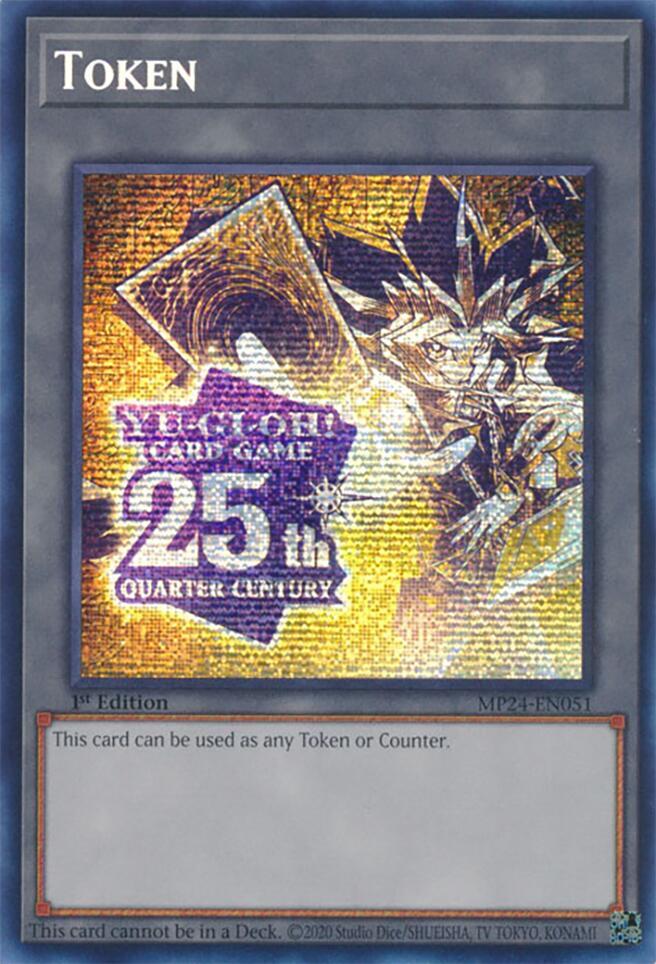 TOKEN
YU-GI-OH!
CARD GAME
25th
QUARTER CENTURY
1st Edition
MP24-EN051
This card can be used as any Token or Counter.
This card cannot be in a Deck. ©2020 Studio Dice/SHUEISHA, TV TOKYO, KONAMI